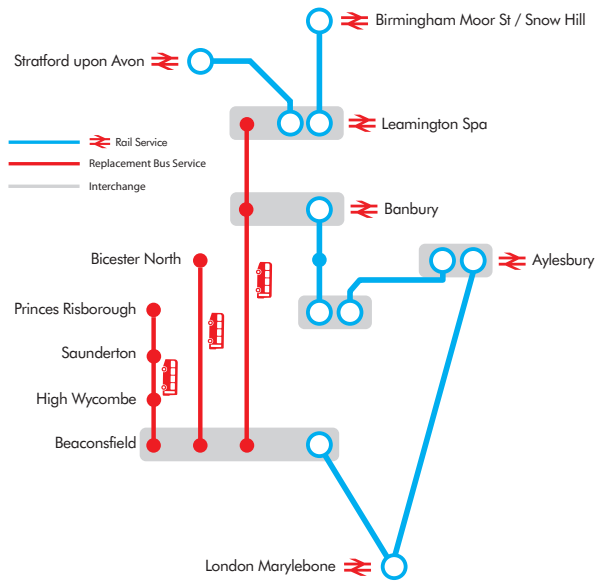 Birmingham Moor St / Snow Hill
Stratford upon Avon
Leamington Spa
Rail Service
Replacement Bus Service
Interchange
Banbury
Bicester North
Aylesbury
Princes Risborough
Saunderton
High Wycombe
Beaconsfield
London Marylebone